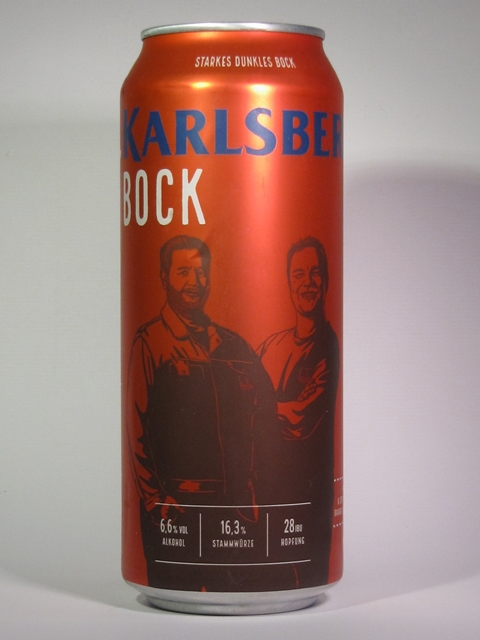 STARKES DUNKLES BOCK
KARLSBER
BOCK
6,6% VOL
ALKOHOL
16,3%
STAMMWÜRZE
28 IBU
HOPFUNG